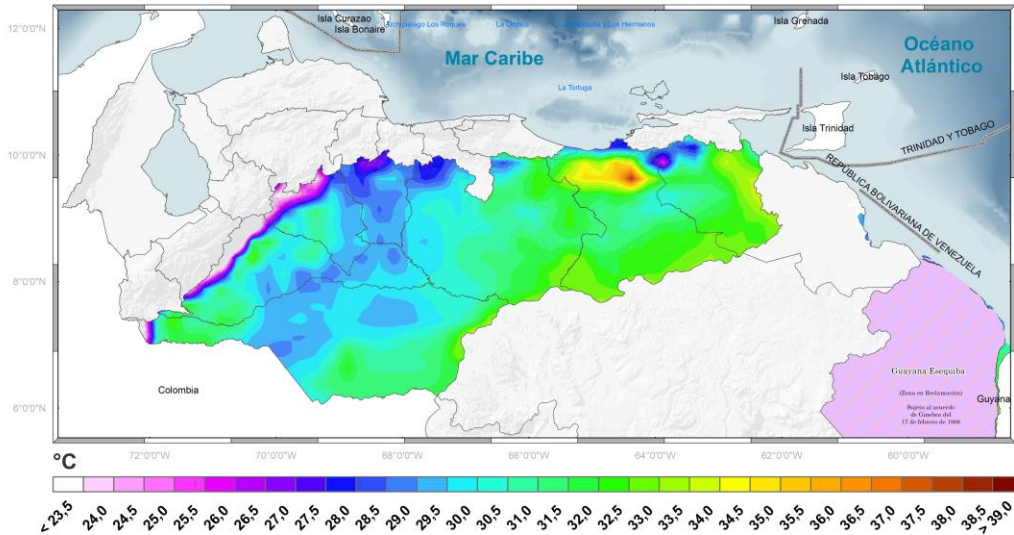 12°0'0"N
Isla Curazao
Isla Bonaire
Archipiélago Los Roques
La Orchila
Isla Grenada
Mar Caribe
Océano
Atlántico
La Tortuga
Isla Tobago
Isla Trinidad
TRINIDAD Y TOBAGO
10°0'0"N
REPÚBLICA BOLIVARIANA DE VENEZUELA
8°0'0"N
Guayana Esequiba
(Zona en Reclamación)
Sujeto al acuerdo
de Ginebra del
17 de febrero de 1966
Colombia
Guyana
6°0'0"N
72°0'0"W 70°0'0"W 68°0'0"W 66°0'0"W 64°0'0"W 62°0'0"W 60°0'0"W
°C
< 23,5 24,0 24,5 25,0 25,5 26,0 26,5 27,0 27,5 28,0 28,5 29,0 29,5 30,0 30,5 31,0 31,5 32,0 32,5 33,0 33,5 34,0 34,5 35,0 35,5 36,0 36,5 37,0 37,5 38,0 38,5 > 39,0